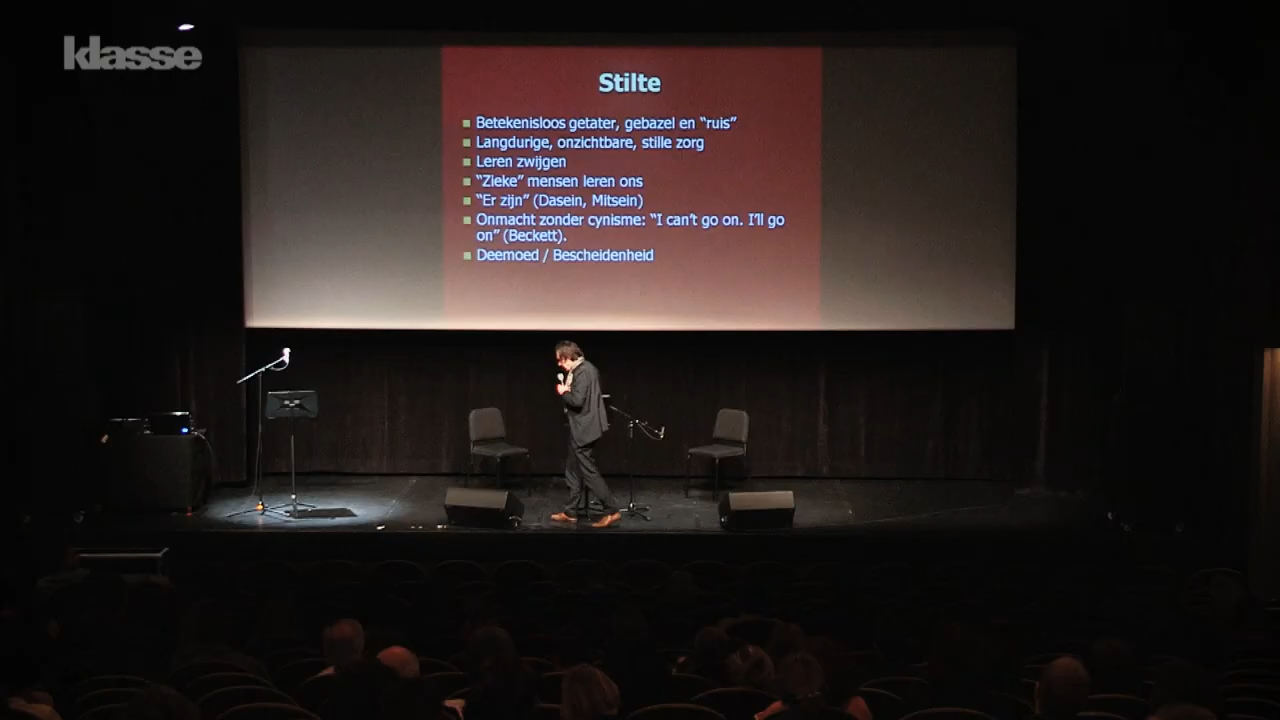 klasse
Stilte
Betekenisloos getater, gebazel en “ruis”
Langdurige, onzichtbare, stille zorg
Leren zwijgen
“Zieke” mensen leren ons
“Er zijn” (Dasein, Mitsein)
Onmacht zonder cynisme: “I can’t go on. I’ll go
on” (Beckett).
Deemoed / Bescheidenheid